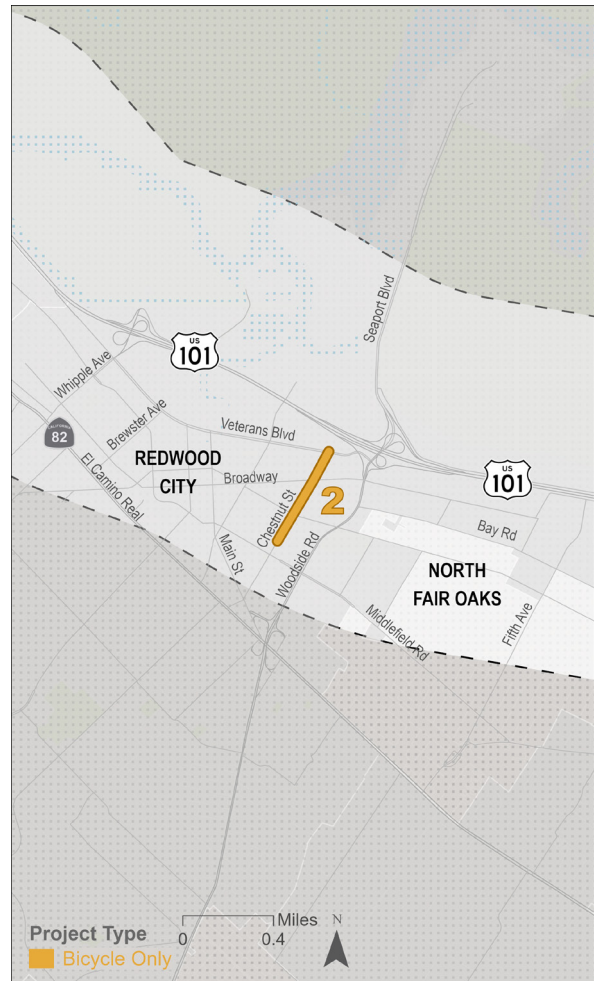 Seaport Blvd
US
101
Whipple Ave
CALIFORNIA
82
Brewster Ave
Veterans Blvd
REDWOOD
CITY
El Camino Real
Broadway
US
101
Chestnut St
2
Bay Rd
Main St
Woodside Rd
NORTH
FAIR OAKS
Middlefield Rd
Fifth Ave
Miles
N
0
0.4
Project Type
Bicycle Only